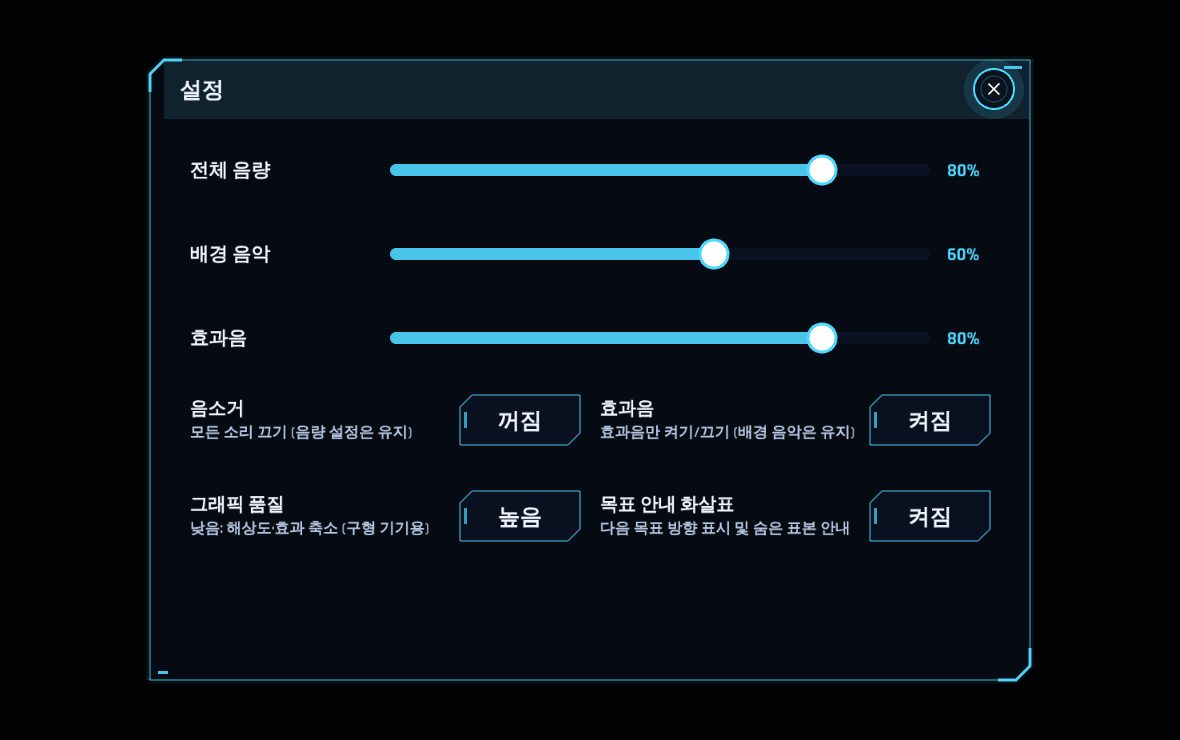 설정
전체 음량 80%
배경 음악 60%
효과음 80%
음소거
모든 소리 끄기 (음량 설정은 유지)
꺼짐
효과음
효과음만 켜기/끄기 (배경 음악은 유지)
켜짐
그래픽 품질
낮음: 해상도·효과 축소 (구형 기기용)
높음
목표 안내 화살표
다음 목표 방향 표시 및 숨은 표본 안내
켜짐